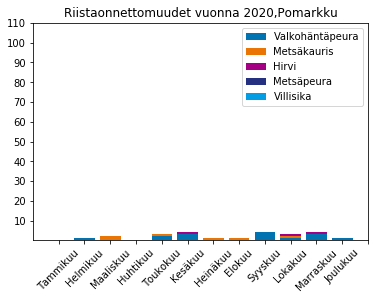 Riistaonnettomuudet vuonna 2020,Pomarkku
110
100
90
80
70
60
50
40
30
20
10
Valkohäntäpeura
Metsäkauris
Hirvi
Metsäpeura
Villisika
Tammikuu
Helmikuu
Maaliskuu
Huhtikuu
Toukokuu
Kesäkuu
Heinäkuu
Elokuu
Syyskuu
Lokakuu
Marraskuu
Joulukuu